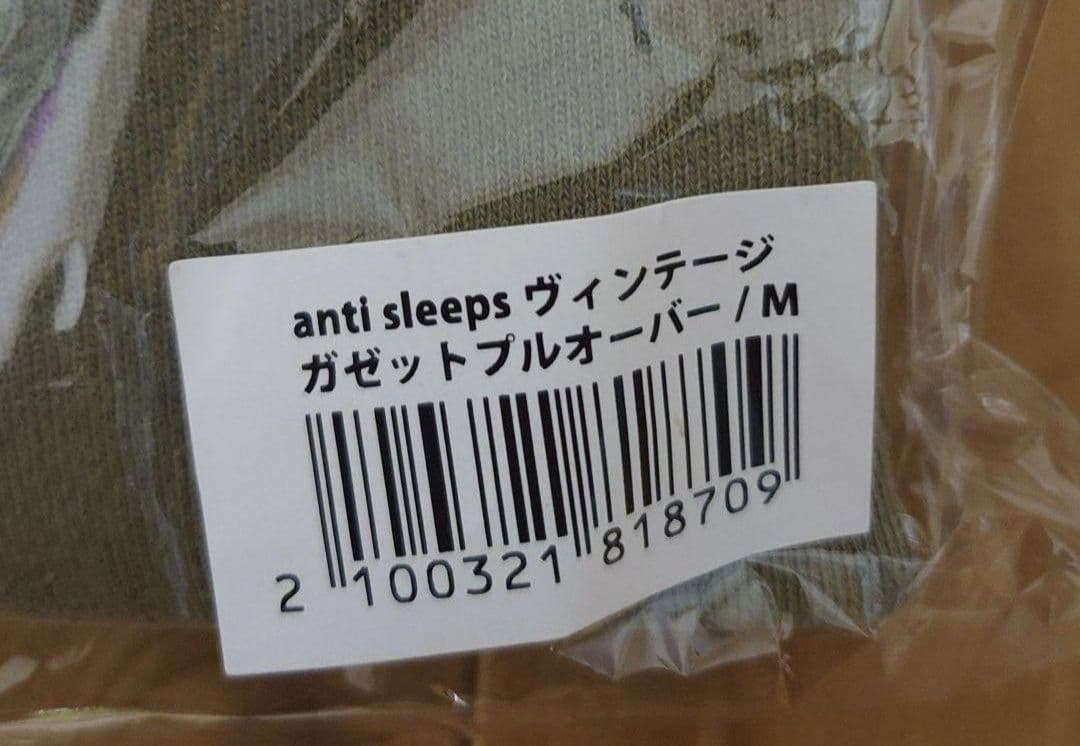 anti sleeps ヴィンテージ
ガゼットプルオーバー / M
2 100321 818709